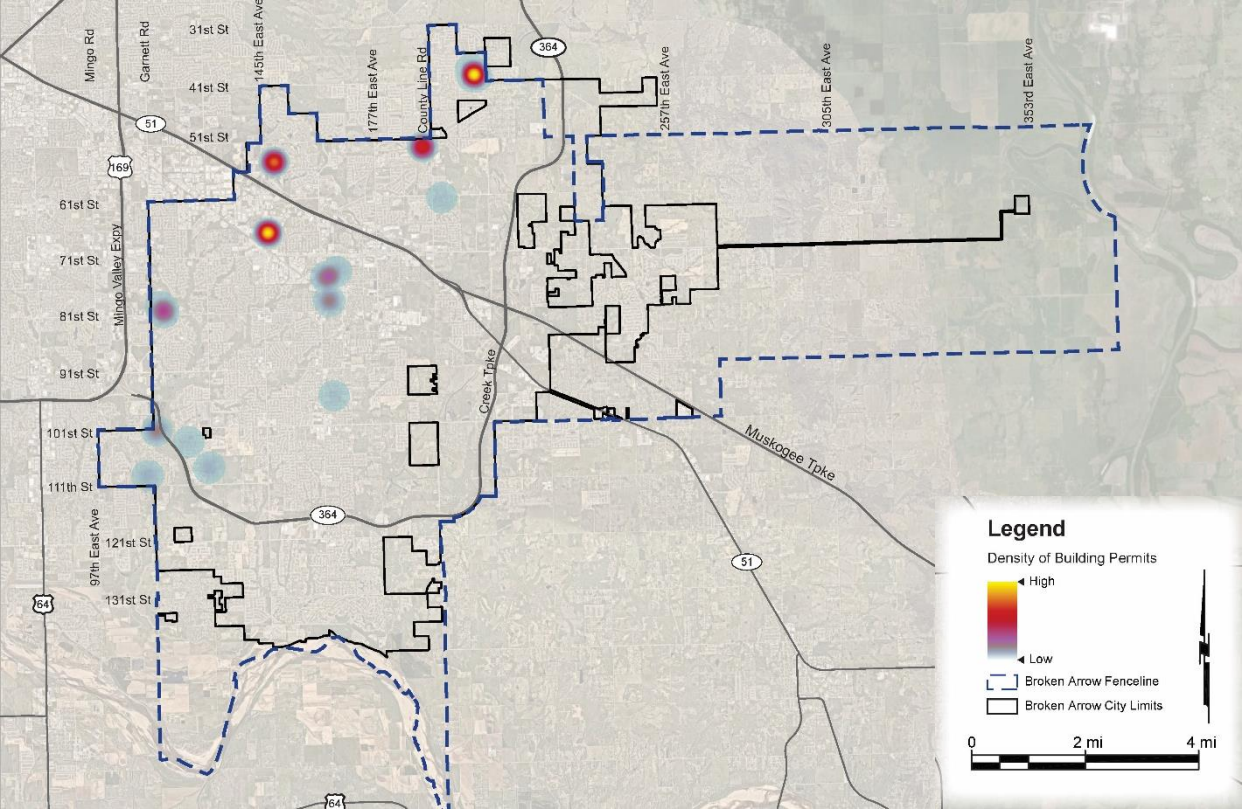 31st St
41st St
51st St
61st St
71st St
81st St
91st St
101st St
111th St
121st St
131st St
Mingo Rd
Garnett Rd
145th East Ave
177th East Ave
County Line Rd
257th East Ave
305th East Ave
353rd East Ave
97th East Ave
Mingo Valley Expy
Creek Tpke
Muskogee Tpke
364
51
169
364
51
64
64
Legend
Density of Building Permits
High
Low
Broken Arrow Fenceline
Broken Arrow City Limits
0 2 mi 4 mi